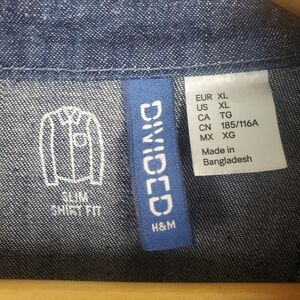 SLIM
SHIRT FIT
DIVIDED
H&M
EUR XL
US XL
CA TG
CN 185/116A
MX XG
Made in
Bangladesh